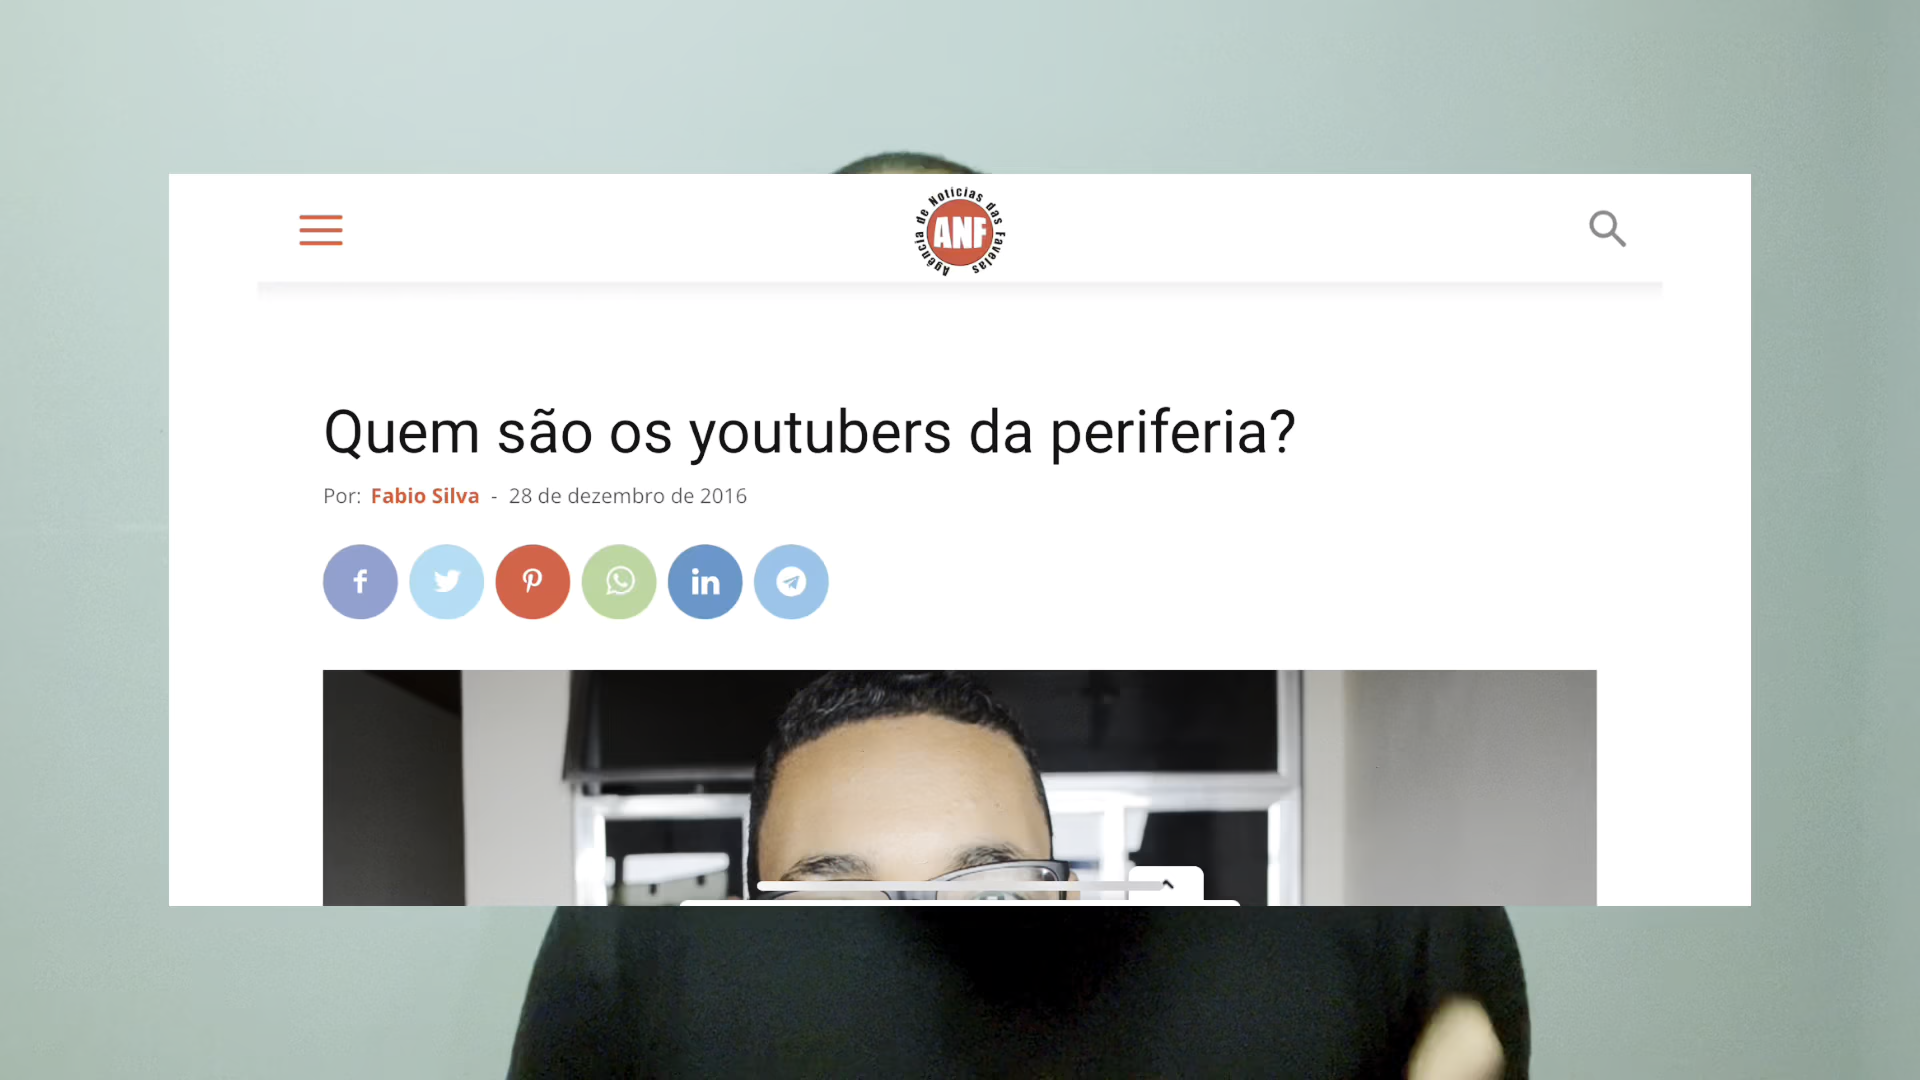 Agência de Notícias das Favelas
ANF
Quem são os youtubers da periferia?
Por: Fabio Silva - 28 de dezembro de 2016
f
in